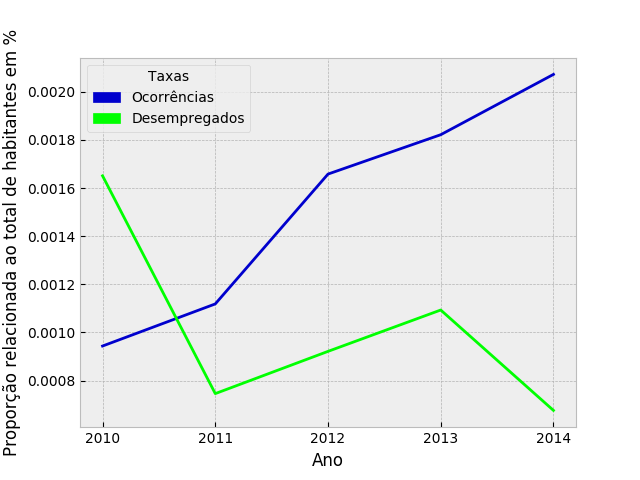 Proporção relacionada ao total de habitantes em %
Taxas
Ocorrências
Desempregados
0.0020
0.0018
0.0016
0.0014
0.0012
0.0010
0.0008
2010 2011 2012 2013 2014
Ano